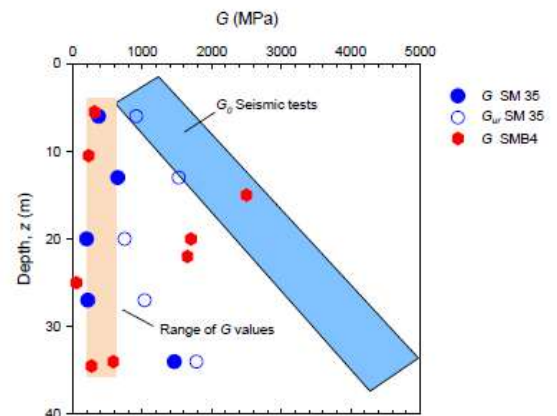 G (MPa)
0 1000 2000 3000 4000 5000
0
10
20
30
40
Depth, z (m)
G₀ Seismic tests
Range of G values
G SM 35
Gᵤᵣ SM 35
G SMB4